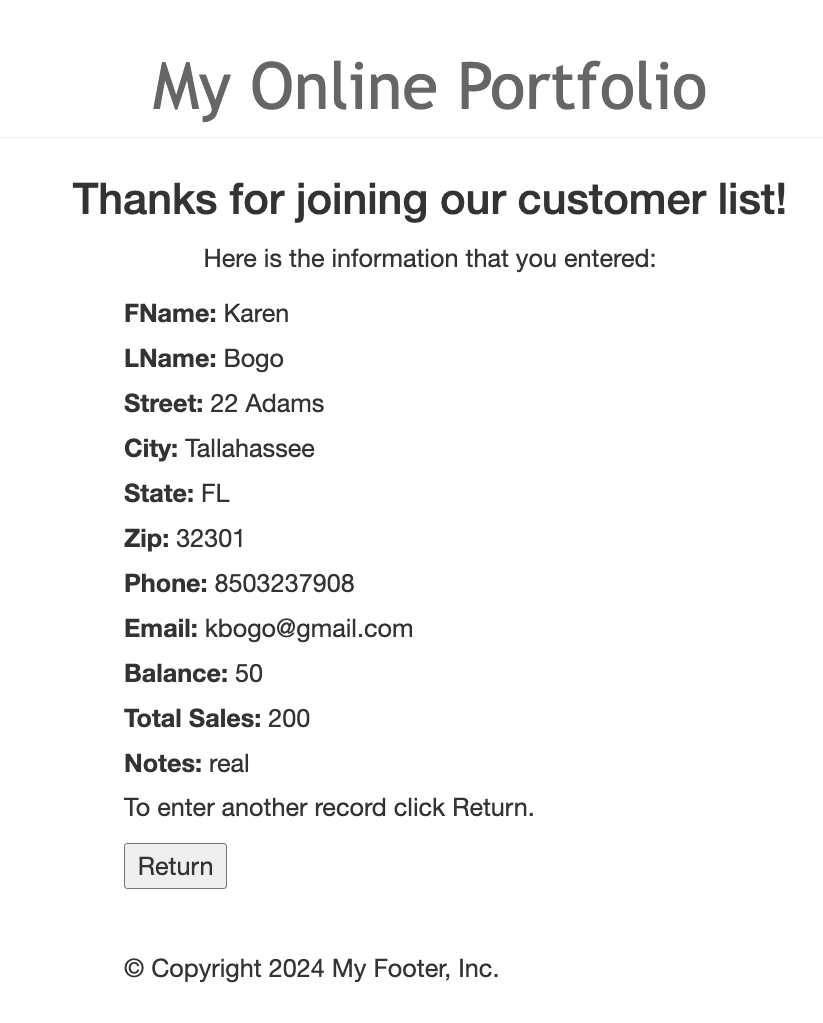 My Online Portfolio
Thanks for joining our customer list!
Here is the information that you entered:
FName: Karen
LName: Bogo
Street: 22 Adams
City: Tallahassee
State: FL
Zip: 32301
Phone: 8503237908
Email: kbogo@gmail.com
Balance: 50
Total Sales: 200
Notes: real
To enter another record click Return.
Return
© Copyright 2024 My Footer, Inc.